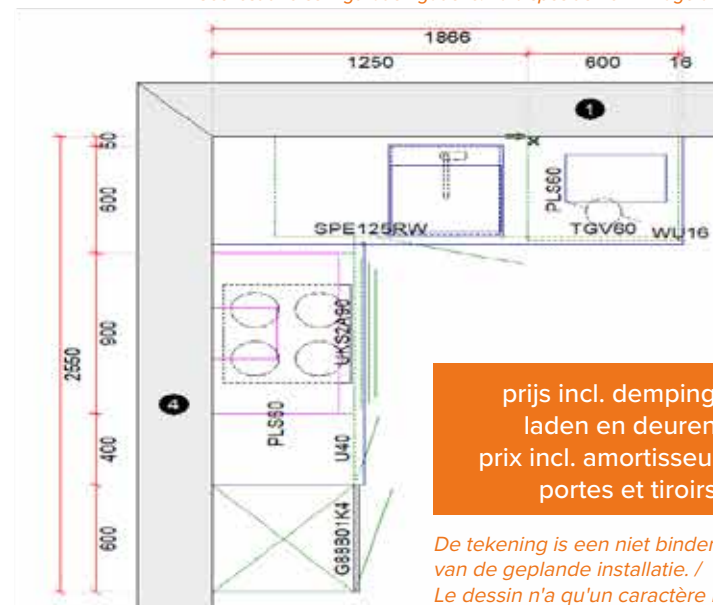 1866
1250 600 16
1
x
50
600
PLS60
SPE125RW TGV60 WU16
900
UKS2A90
2550
4
PLS60
400
U40
600
G88B01K4
prijs incl. demping
laden en deuren
prix incl. amortisseu
portes et tiroirs
De tekening is een niet binden
van de geplande installatie. /
Le dessin n'a qu'un caractère